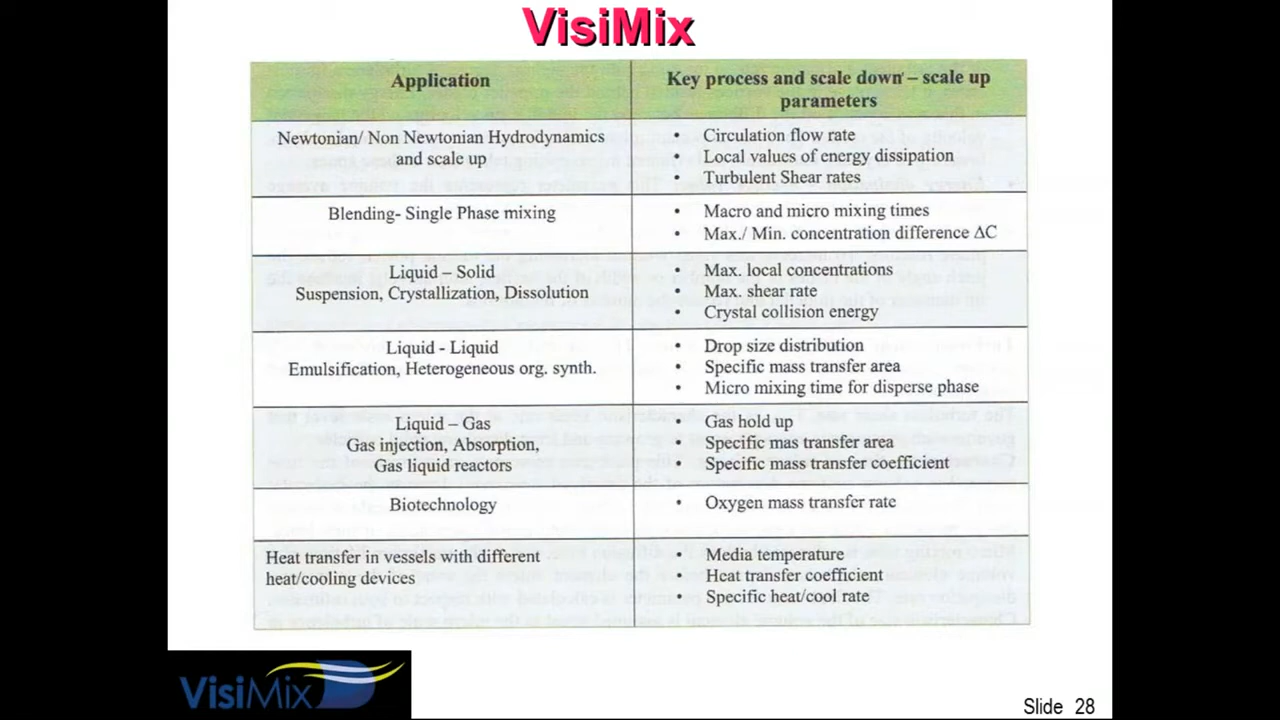 VisiMix
Application
Key process and scale down – scale up
parameters
Newtonian/ Non Newtonian Hydrodynamics
and scale up
• Circulation flow rate
• Local values of energy dissipation
• Turbulent Shear rates
Blending- Single Phase mixing
• Macro and micro mixing times
• Max./ Min. concentration difference ΔC
Liquid – Solid
Suspension, Crystallization, Dissolution
• Max. local concentrations
• Max. shear rate
• Crystal collision energy
Liquid - Liquid
Emulsification, Heterogeneous org. synth.
• Drop size distribution
• Specific mass transfer area
• Micro mixing time for disperse phase
Liquid – Gas
Gas injection, Absorption,
Gas liquid reactors
• Gas hold up
• Specific mas transfer area
• Specific mass transfer coefficient
Biotechnology
• Oxygen mass transfer rate
Heat transfer in vessels with different
heat/cooling devices
• Media temperature
• Heat transfer coefficient
• Specific heat/cool rate
VisiMix
Slide 28